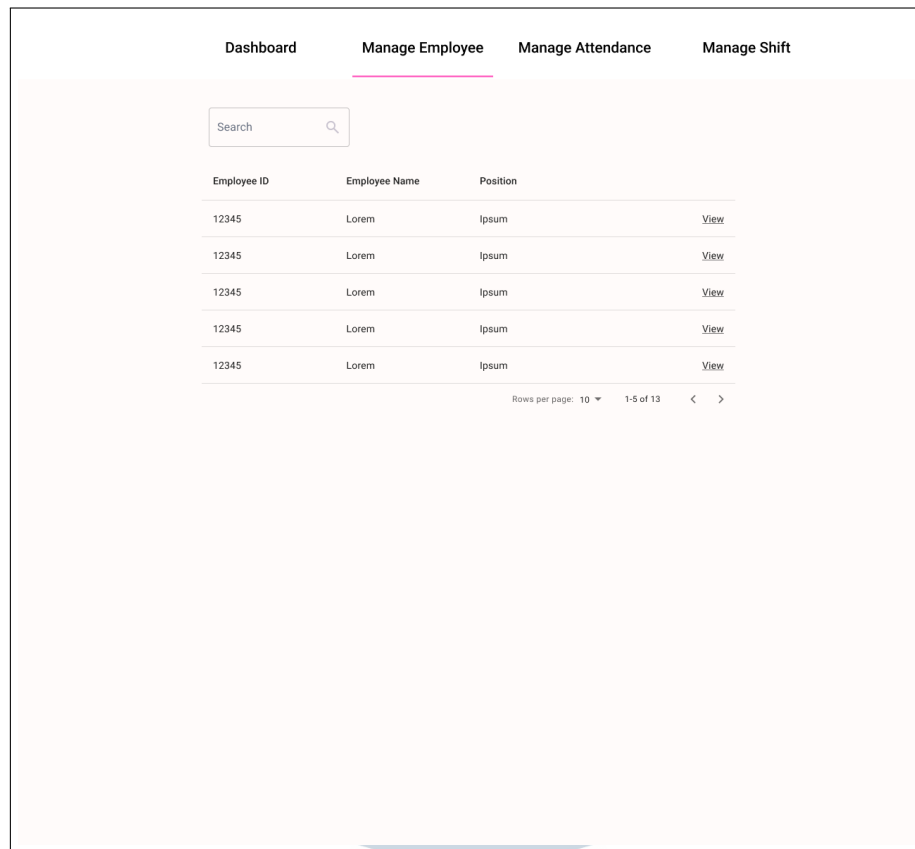 Dashboard Manage Employee Manage Attendance Manage Shift
Search
Employee ID Employee Name Position
12345 Lorem Ipsum View
12345 Lorem Ipsum View
12345 Lorem Ipsum View
12345 Lorem Ipsum View
12345 Lorem Ipsum View
Rows per page: 10 1-5 of 13